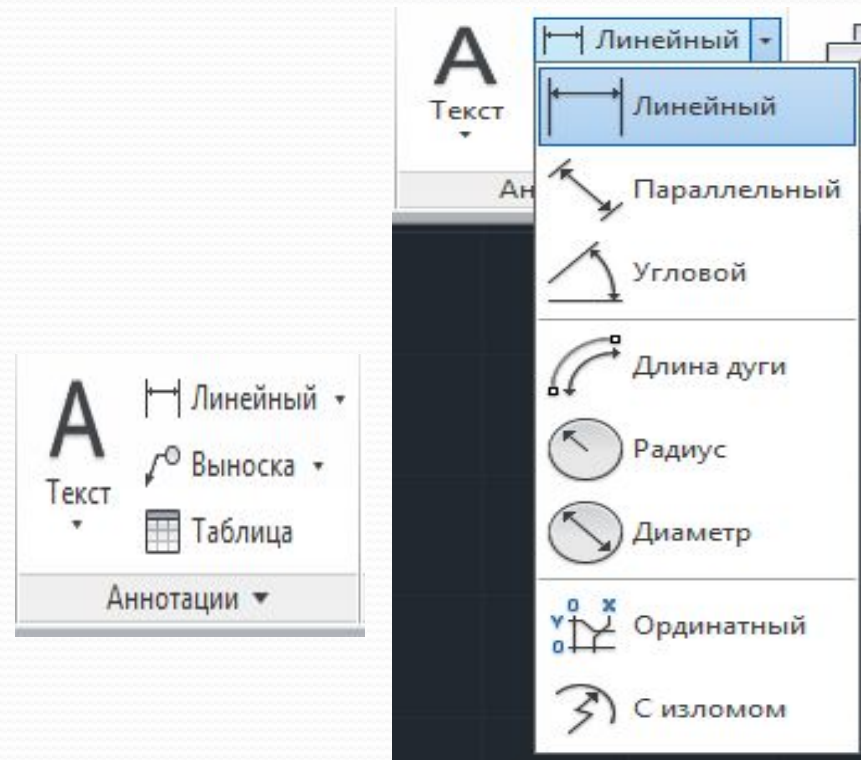 Текст
Линейный
Выноска
Таблица
Аннотации
Текст
Линейный
Ан
Линейный
Параллельный
Угловой
Длина дуги
Радиус
Диаметр
O X
Y
O
Ординатный
С изломом